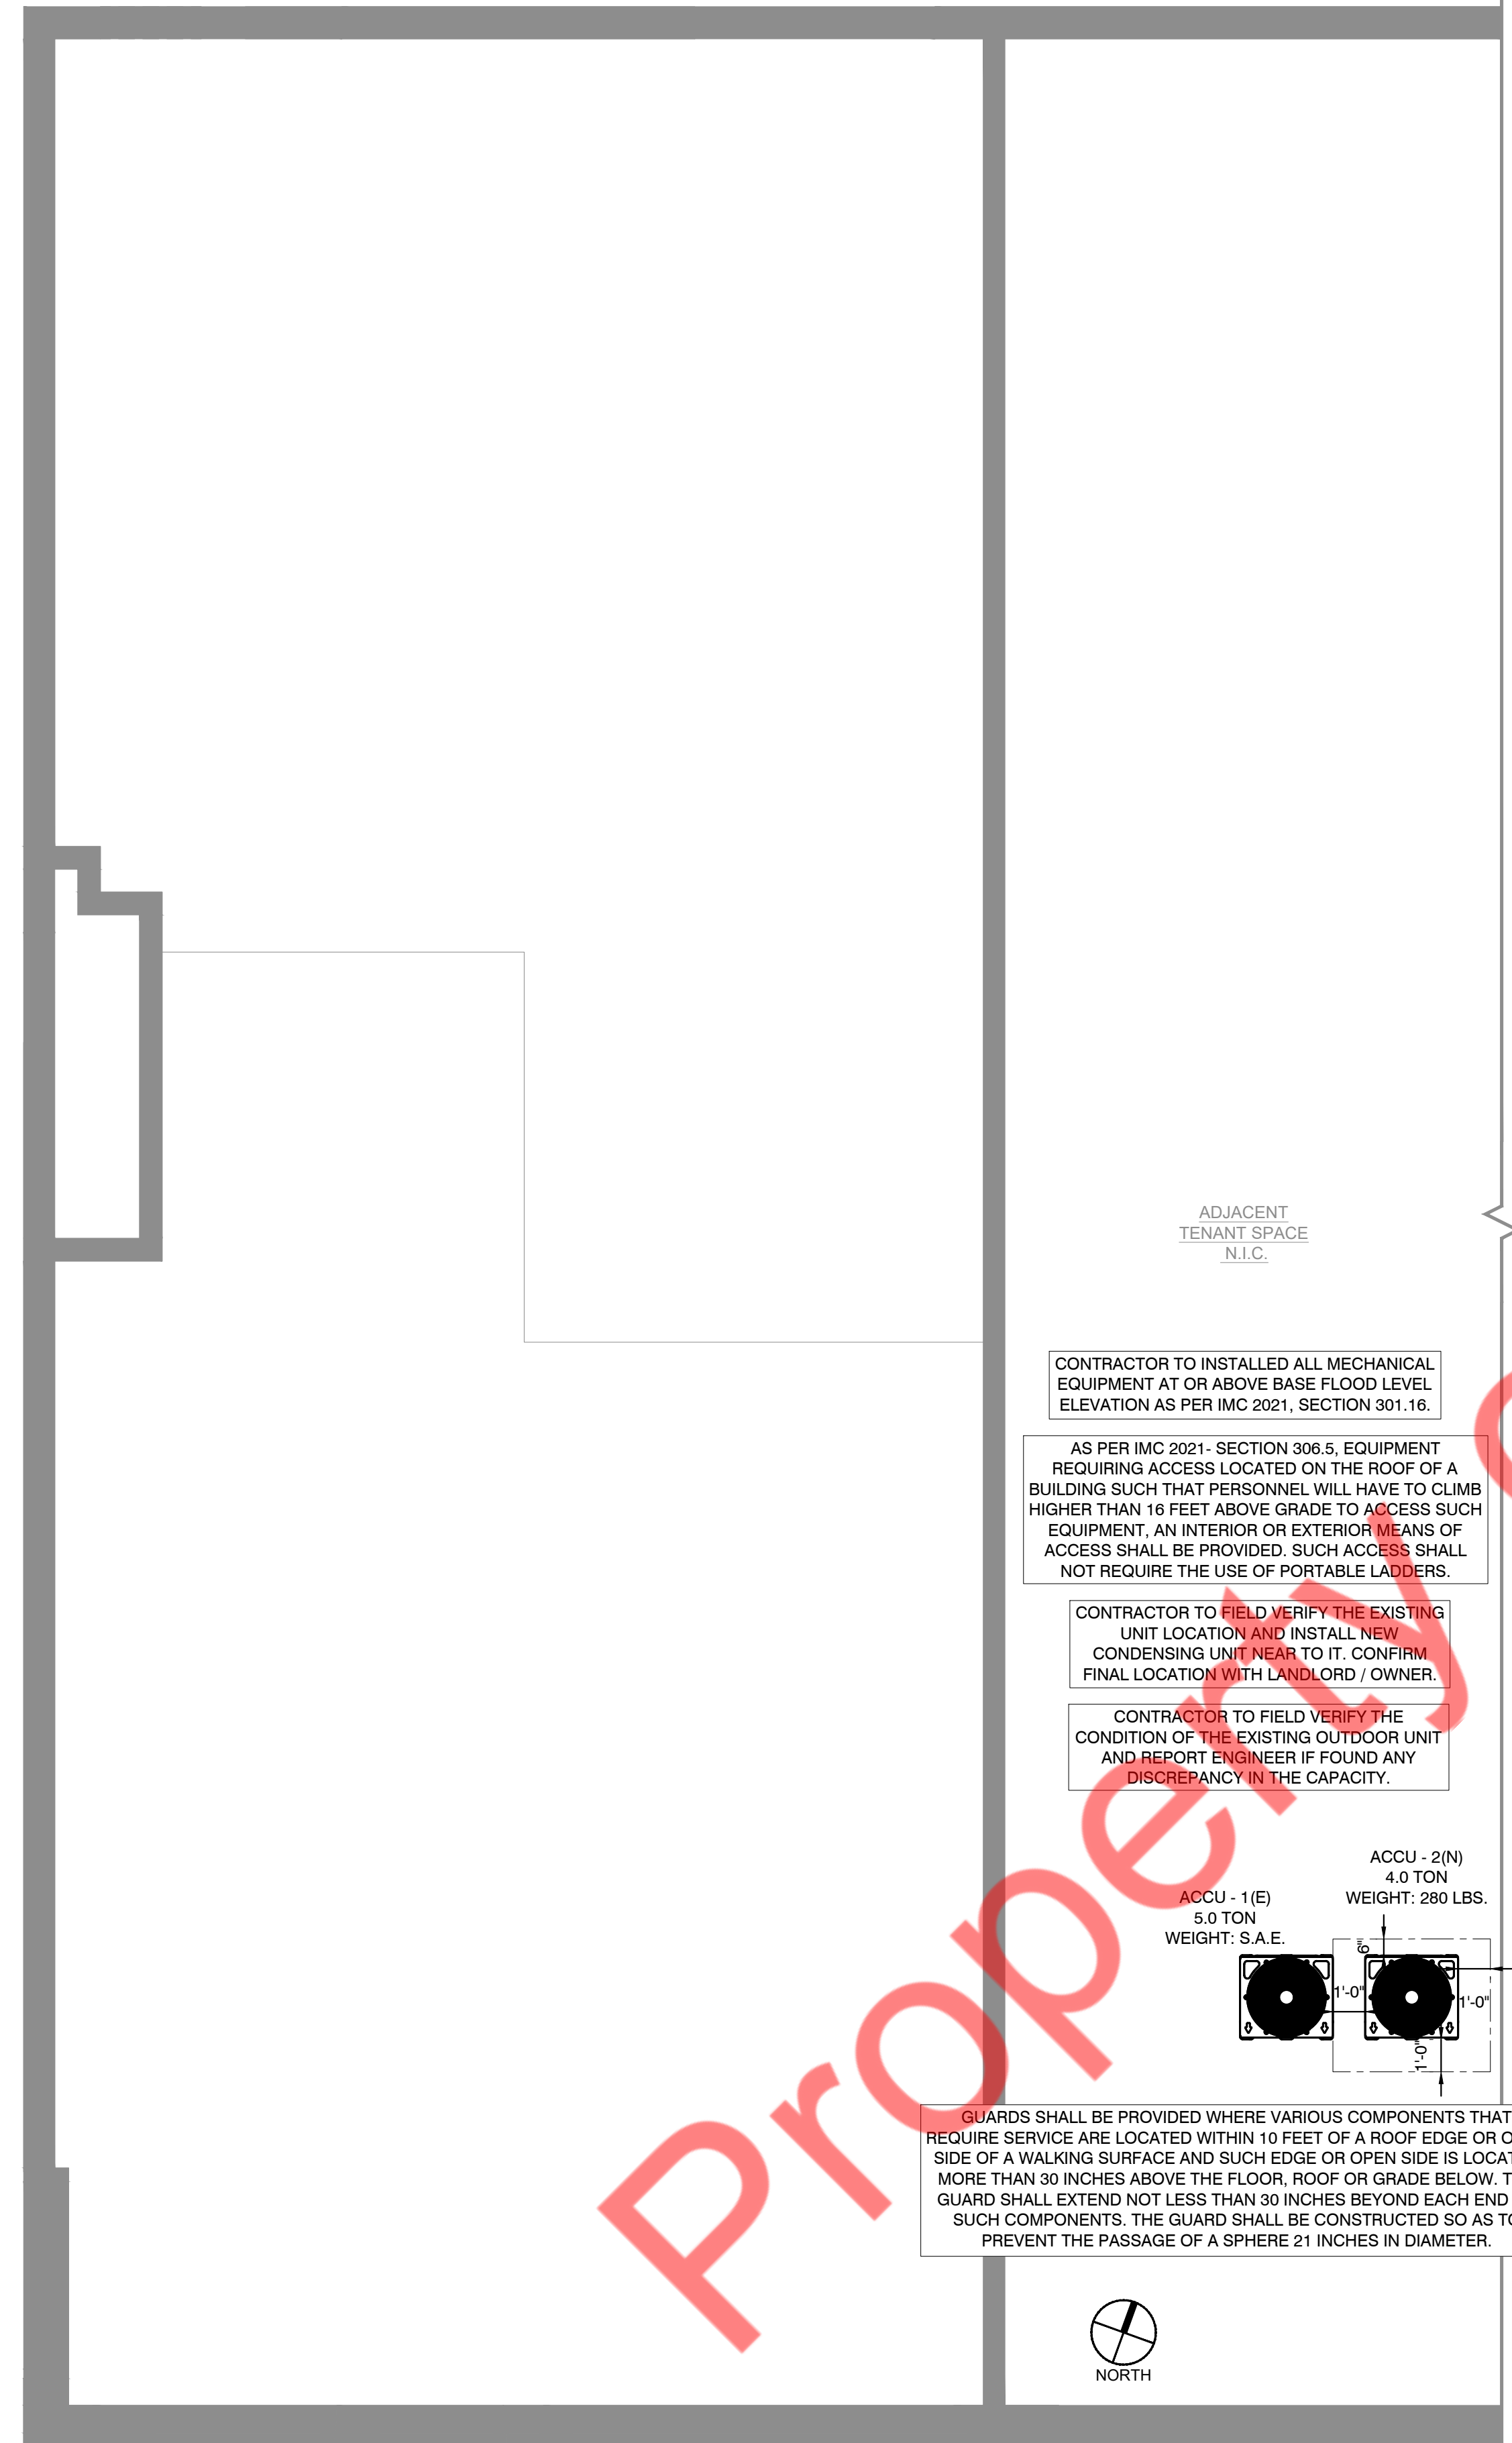 ADJACENT
TENANT SPACE
N.I.C.
CONTRACTOR TO INSTALLED ALL MECHANICAL
EQUIPMENT AT OR ABOVE BASE FLOOD LEVEL
ELEVATION AS PER IMC 2021, SECTION 301.16.
AS PER IMC 2021- SECTION 306.5, EQUIPMENT
REQUIRING ACCESS LOCATED ON THE ROOF OF A
BUILDING SUCH THAT PERSONNEL WILL HAVE TO CLIMB
HIGHER THAN 16 FEET ABOVE GRADE TO ACCESS SUCH
EQUIPMENT, AN INTERIOR OR EXTERIOR MEANS OF
ACCESS SHALL BE PROVIDED. SUCH ACCESS SHALL
NOT REQUIRE THE USE OF PORTABLE LADDERS.
CONTRACTOR TO FIELD VERIFY THE EXISTING
UNIT LOCATION AND INSTALL NEW
CONDENSING UNIT NEAR TO IT. CONFIRM
FINAL LOCATION WITH LANDLORD / OWNER.
CONTRACTOR TO FIELD VERIFY THE
CONDITION OF THE EXISTING OUTDOOR UNIT
AND REPORT ENGINEER IF FOUND ANY
DISCREPANCY IN THE CAPACITY.
ACCU - 2(N)
4.0 TON
WEIGHT: 280 LBS.
ACCU - 1(E)
5.0 TON
WEIGHT: S.A.E.
6"
1'-0"
1'-0"
1'-0"
GUARDS SHALL BE PROVIDED WHERE VARIOUS COMPONENTS THAT
REQUIRE SERVICE ARE LOCATED WITHIN 10 FEET OF A ROOF EDGE OR
SIDE OF A WALKING SURFACE AND SUCH EDGE OR OPEN SIDE IS
MORE THAN 30 INCHES ABOVE THE FLOOR, ROOF OR GRADE BELOW.
GUARD SHALL EXTEND NOT LESS THAN 30 INCHES BEYOND EACH END
SUCH COMPONENTS. THE GUARD SHALL BE CONSTRUCTED SO AS TO
PREVENT THE PASSAGE OF A SPHERE 21 INCHES IN DIAMETER.
NORTH
Property